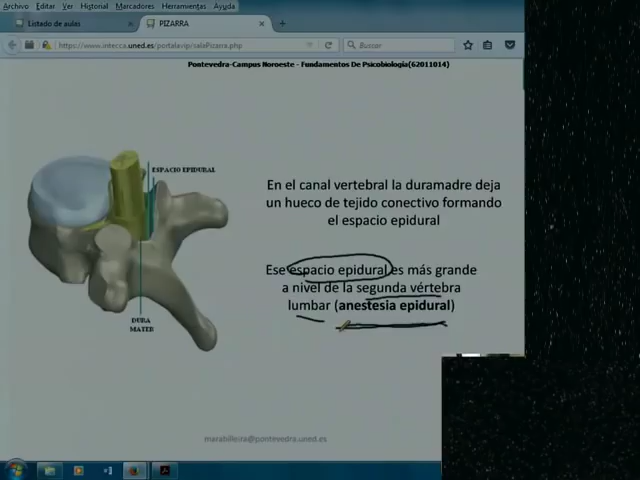 Archivo Editar Ver Historial Marcadores Herramientas Ayuda
Listado de aulas
PIZARRA
https://www.intecca.uned.es/portalavip/salaPizarra.php
Buscar
Pontevedra-Campus Noroeste - Fundamentos De Psicobiología(62011014)
ESPACIO EPIDURAL
En el canal vertebral la duramadre deja
un hueco de tejido conectivo formando
el espacio epidural
Ese espacio epidural es más grande
a nivel de la segunda vértebra
lumbar (anestesia epidural)
DURA
MATER
marabilleira@pontevedra.uned.es